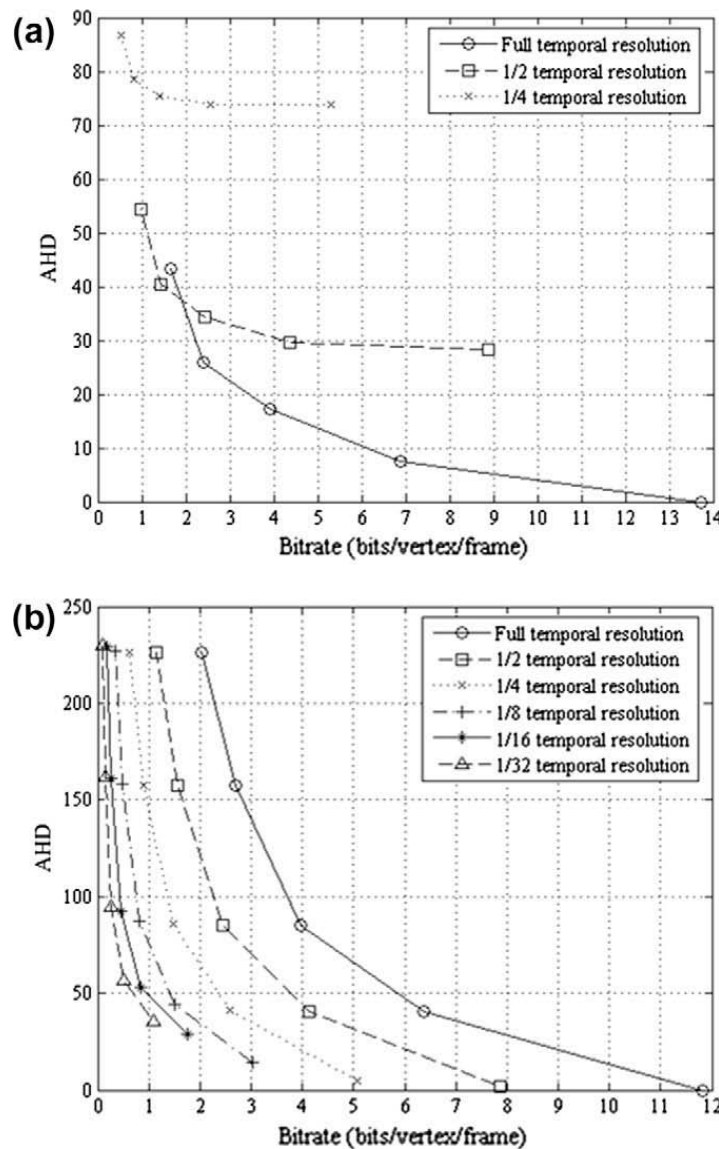 (a)
90
80
70
60
50
40
30
20
10
0
AHD
Full temporal resolution
1/2 temporal resolution
1/4 temporal resolution
0 1 2 3 4 5 6 7 8 9 10 11 12 13 14
Bitrate (bits/vertex/frame)
(b)
250
200
150
100
50
0
AHD
Full temporal resolution
1/2 temporal resolution
1/4 temporal resolution
1/8 temporal resolution
1/16 temporal resolution
1/32 temporal resolution
0 1 2 3 4 5 6 7 8 9 10 11 12
Bitrate (bits/vertex/frame)